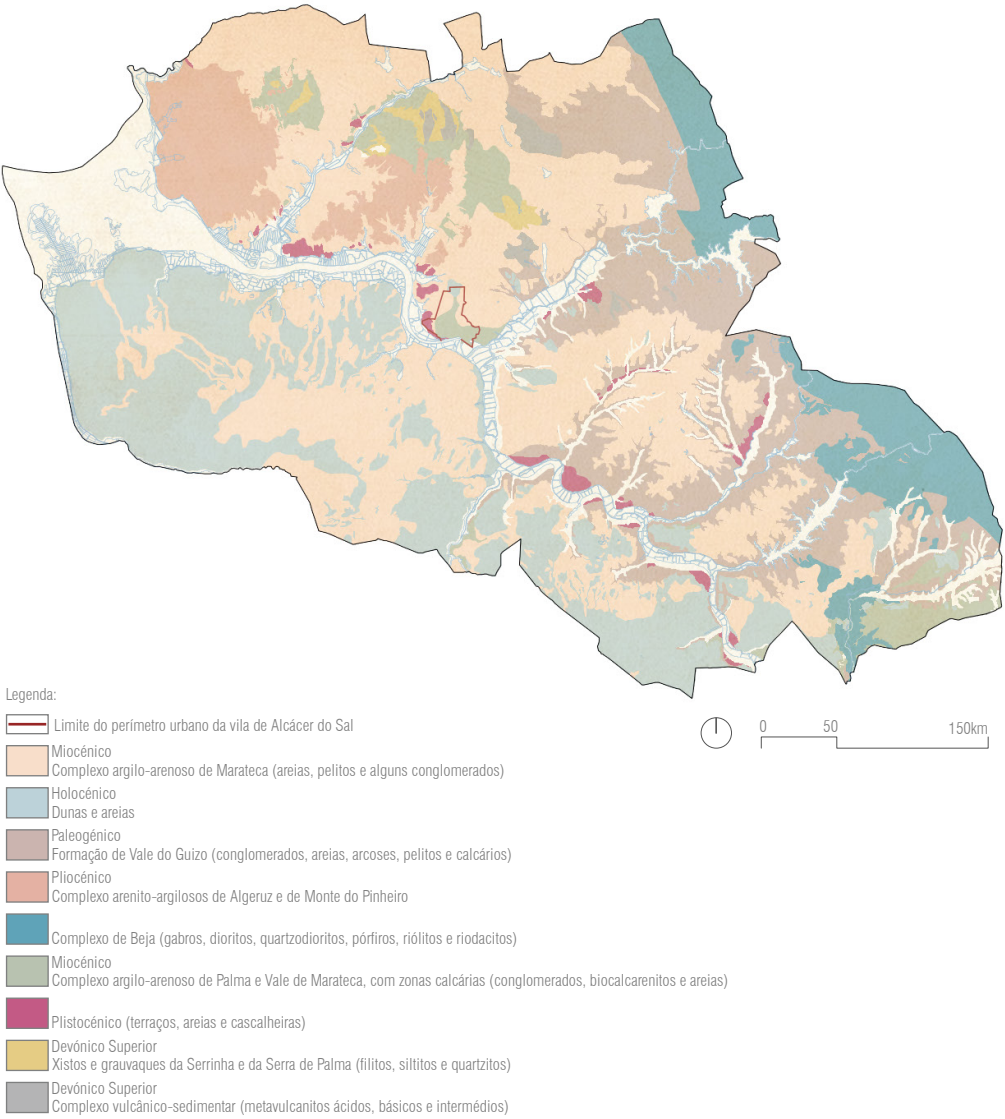 Legenda:
Limite do perímetro urbano da vila de Alcácer do Sal
0 50 150km
Miocénico
Complexo argilo-arenoso de Marateca (areias, pelitos e alguns conglomerados)
Holocénico
Dunas e areias
Paleogénico
Formação de Vale do Guizo (conglomerados, areias, arcoses, pelitos e calcários)
Pliocénico
Complexo arenito-argilosos de Algeruz e de Monte do Pinheiro
Complexo de Beja (gabros, dioritos, quartzodioritos, pórfiros, riólitos e riodacitos)
Miocénico
Complexo argilo-arenoso de Palma e Vale de Marateca, com zonas calcárias (conglomerados, biocalcarenitos e areias)
Plistocénico (terraços, areias e cascalheiras)
Devónico Superior
Xistos e grauvaques da Serrinha e da Serra de Palma (filitos, siltitos e quartzitos)
Devónico Superior
Complexo vulcânico-sedimentar (metavulcanitos ácidos, básicos e intermédios)